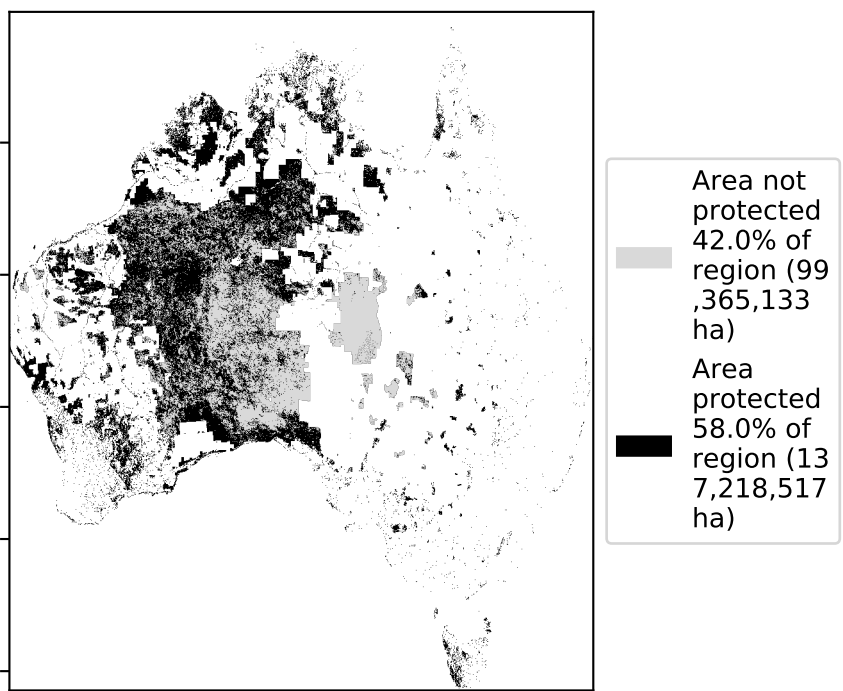 Area not
protected
42.0% of
region (99
,365,133
ha)
Area
protected
58.0% of
region (13
7,218,517
ha)